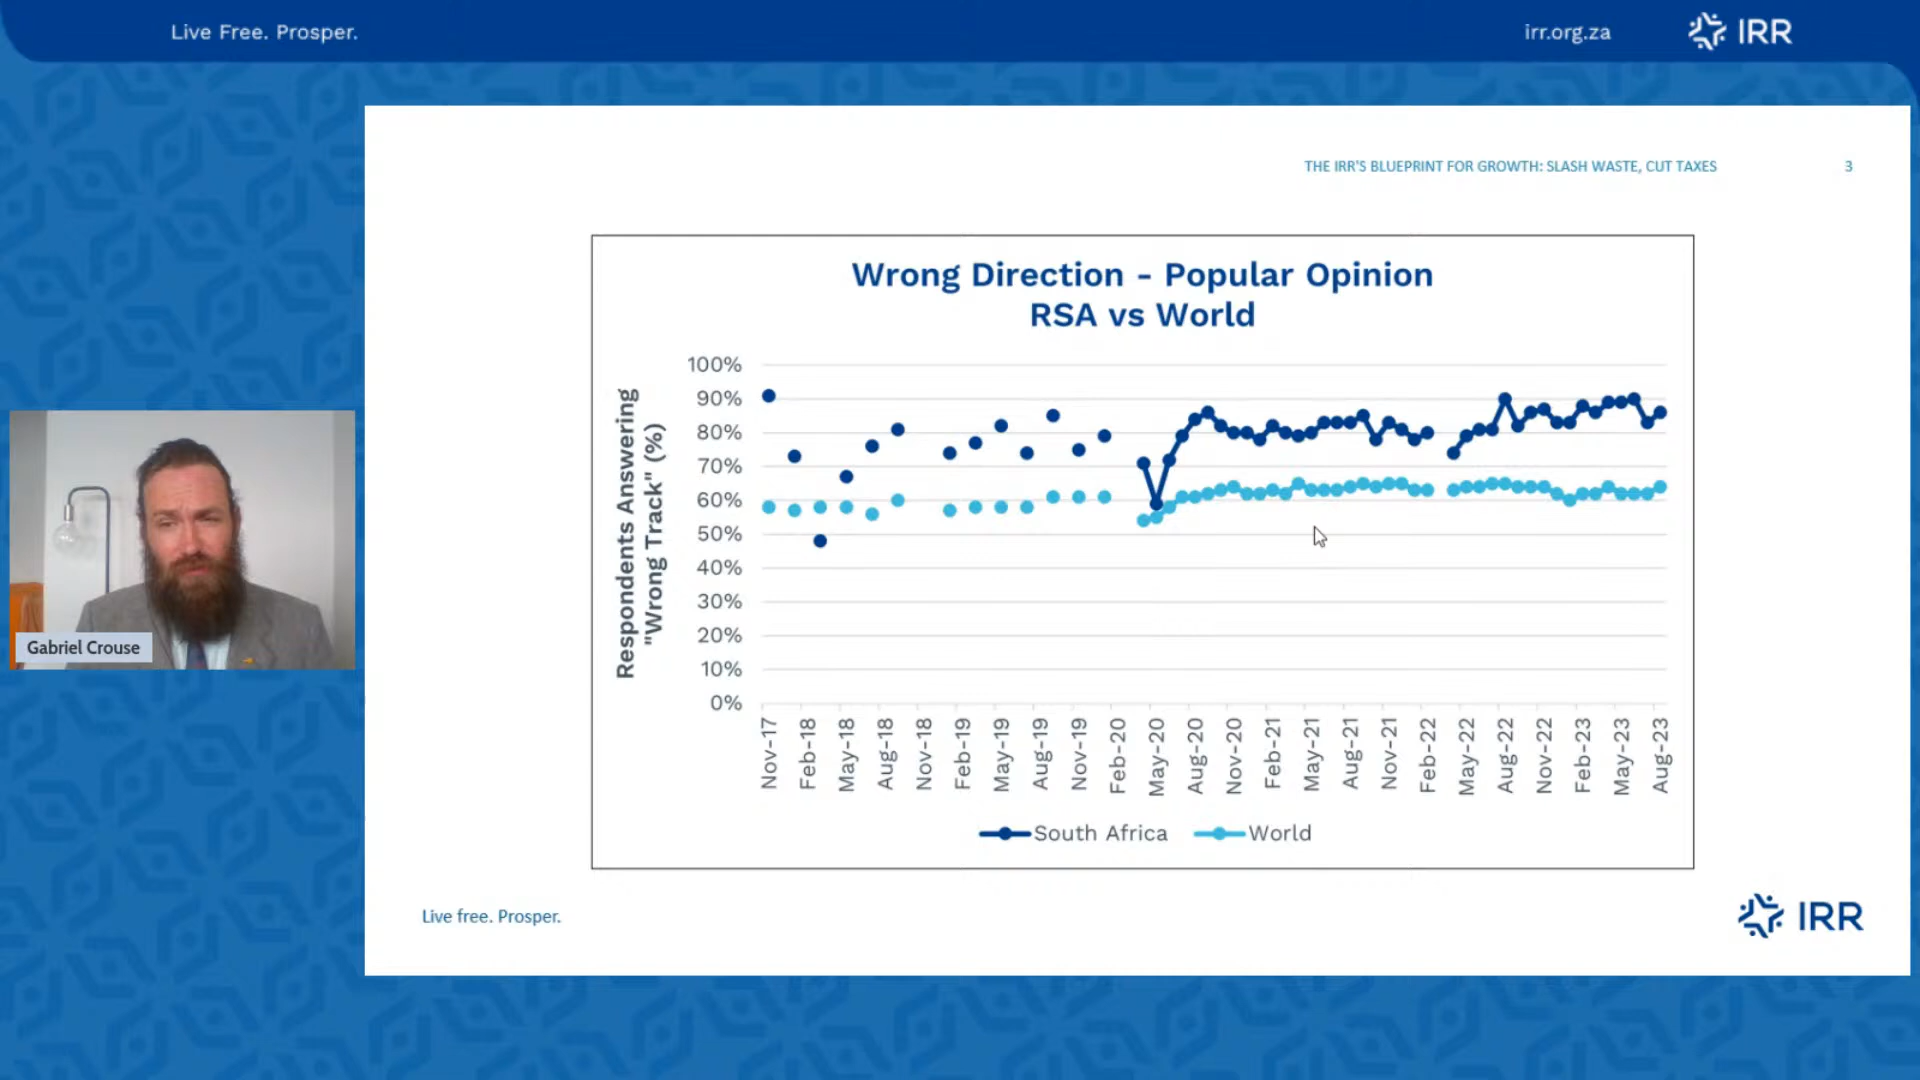 Live Free. Prosper.
irr.org.za
IRR
THE IRR'S BLUEPRINT FOR GROWTH: SLASH WASTE, CUT TAXES
3
Wrong Direction - Popular Opinion
RSA vs World
Respondents Answering
"Wrong Track" (%)
100%
90%
80%
70%
60%
50%
40%
30%
20%
10%
0%
Nov-17
Feb-18
May-18
Aug-18
Nov-18
Feb-19
May-19
Aug-19
Nov-19
Feb-20
May-20
Aug-20
Nov-20
Feb-21
May-21
Aug-21
Nov-21
Feb-22
May-22
Aug-22
Nov-22
Feb-23
May-23
Aug-23
South Africa
World
Gabriel Crouse
Live free. Prosper.
IRR